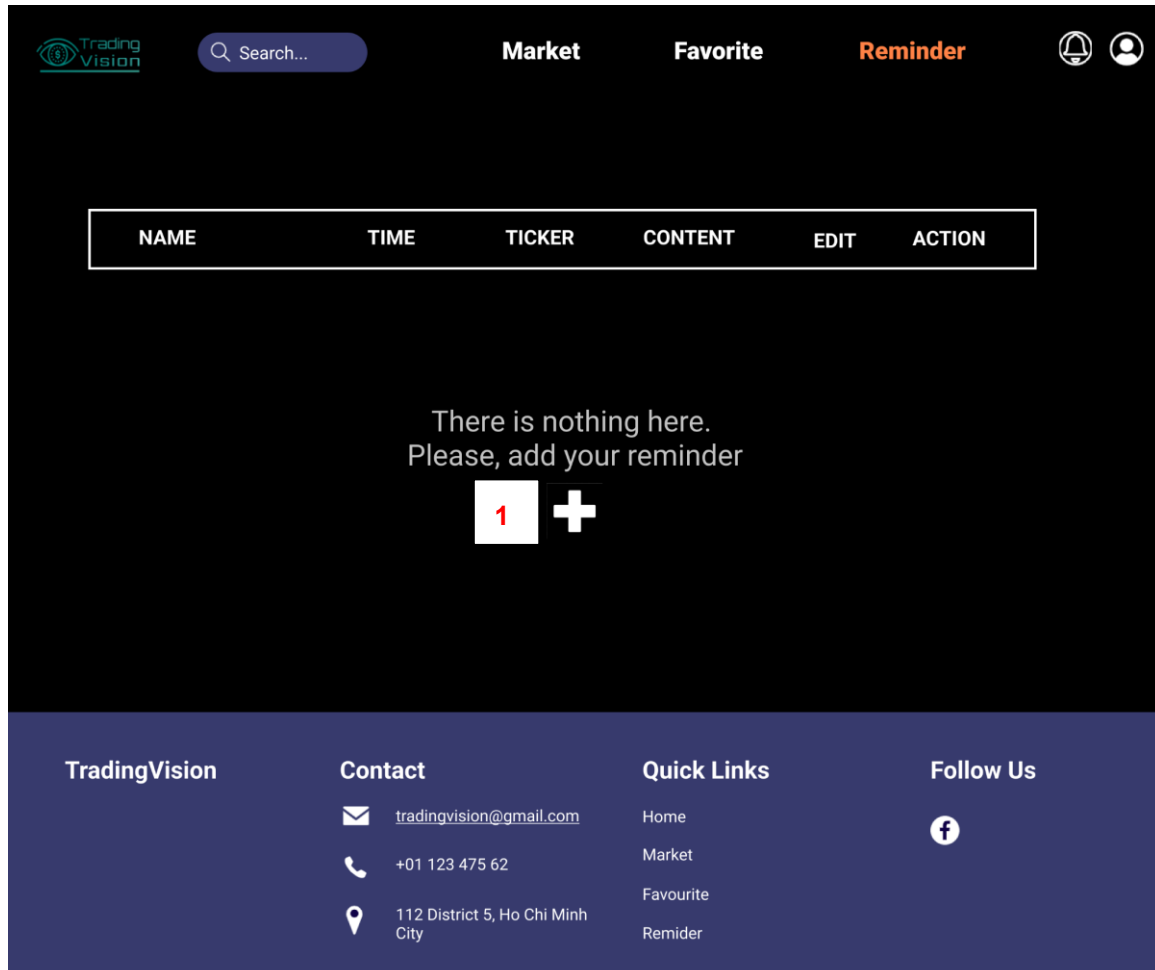 Trading
Vision
Search...
Market
Favorite
Reminder
NAME
TIME
TICKER
CONTENT
EDIT
ACTION
There is nothing here.
Please, add your reminder
1
TradingVision
Contact
tradingvision@gmail.com
+01 123 475 62
112 District 5, Ho Chi Minh
City
Quick Links
Home
Market
Favourite
Remider
Follow Us